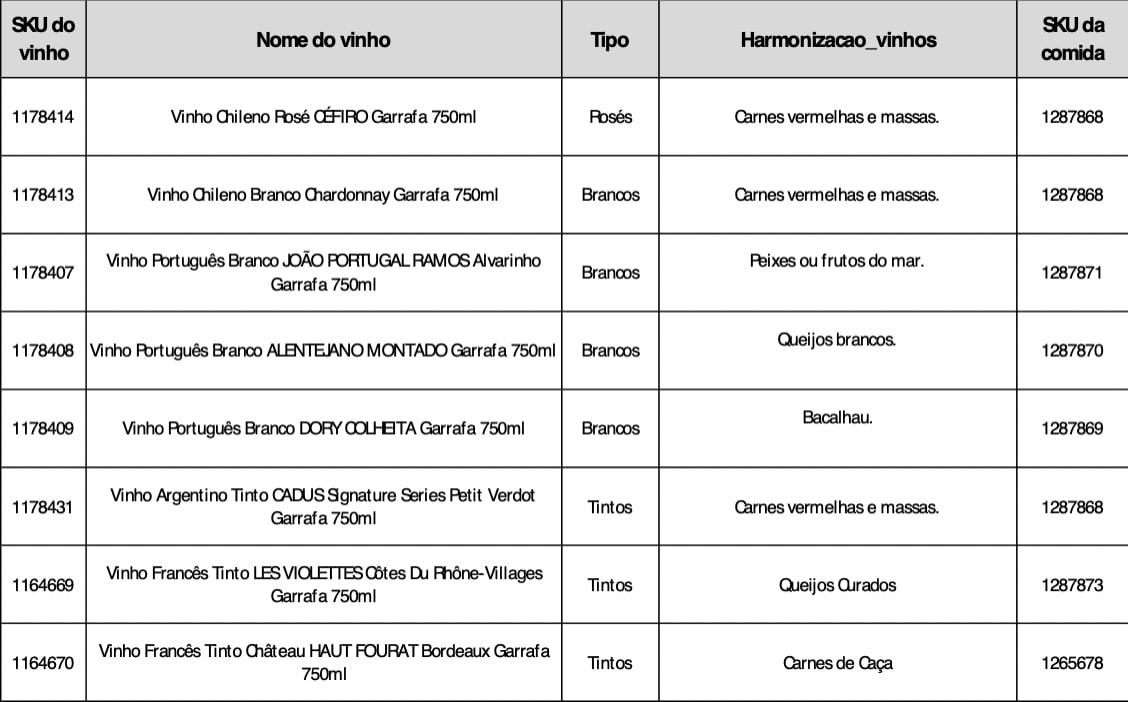 SKU do vinho Nome do vinho Tipo Harmonizacao_vinhos SKU da comida
1178414 Vinho Chileno Rosé CÉFIRO Garrafa 750ml Rosés Carnes vermelhas e massas. 1287868
1178413 Vinho Chileno Branco Chardonnay Garrafa 750ml Brancos Carnes vermelhas e massas. 1287868
1178407 Vinho Português Branco JOÃO PORTUGAL RAMOS Alvarinho Garrafa 750ml Brancos Peixes ou frutos do mar. 1287871
1178408 Vinho Português Branco ALENTEJANO MONTADO Garrafa 750ml Brancos Queijos brancos. 1287870
1178409 Vinho Português Branco DORY COLHEITA Garrafa 750ml Brancos Bacalhau. 1287869
1178431 Vinho Argentino Tinto CADUS Signature Series Petit Verdot Garrafa 750ml Tintos Carnes vermelhas e massas. 1287868
1164669 Vinho Francês Tinto LES VIOLETTES Côtes Du Rhône-Villages Garrafa 750ml Tintos Queijos Curados 1287873
1164670 Vinho Francês Tinto Château HAUT FOURAT Bordeaux Garrafa 750ml Tintos Carnes de Caça 1265678